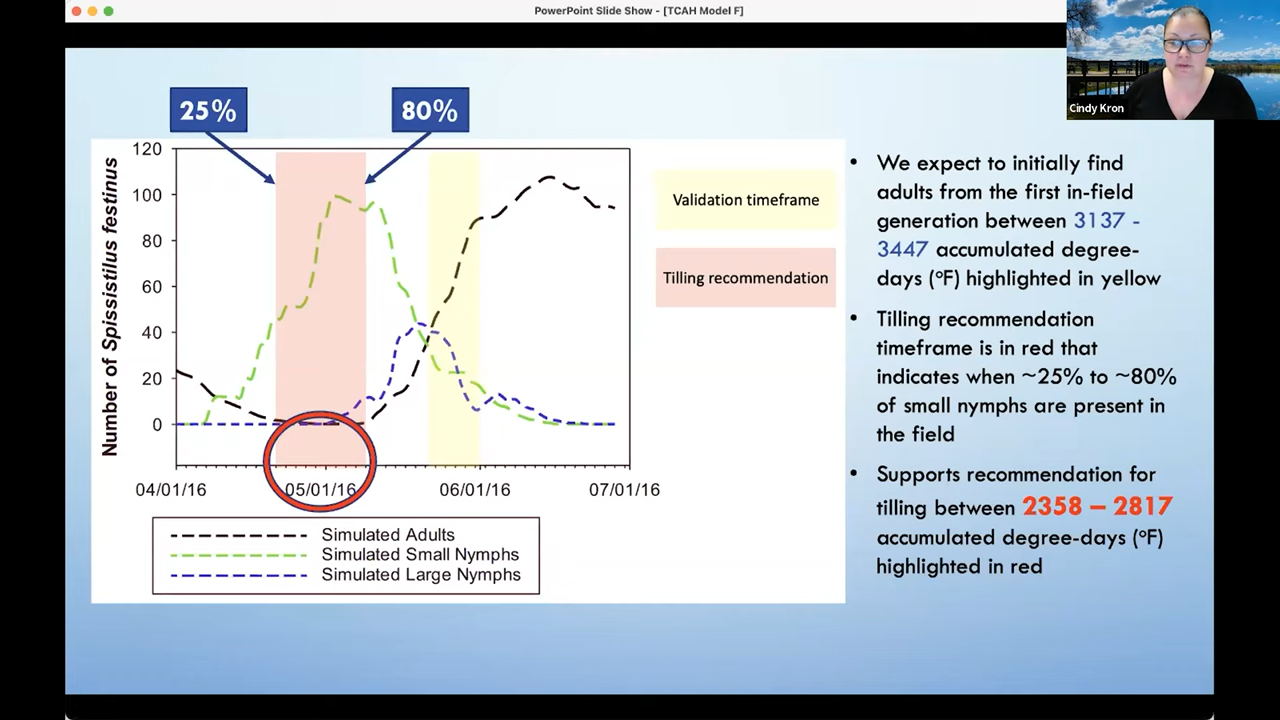 PowerPoint Slide Show - [TCAH Model F]
Cindy Kron
25%
80%
Number of Spissistilus festinus
120
100
80
60
40
20
0
04/01/16
05/01/16
06/01/16
07/01/16
Simulated Adults
Simulated Small Nymphs
Simulated Large Nymphs
Validation timeframe
Tilling recommendation
• We expect to initially find
adults from the first in-field
generation between 3137 -
3447 accumulated degree-
days (°F) highlighted in yellow
• Tilling recommendation
timeframe is in red that
indicates when ~25% to ~80%
of small nymphs are present in
the field
• Supports recommendation for
tilling between 2358 – 2817
accumulated degree-days (°F)
highlighted in red